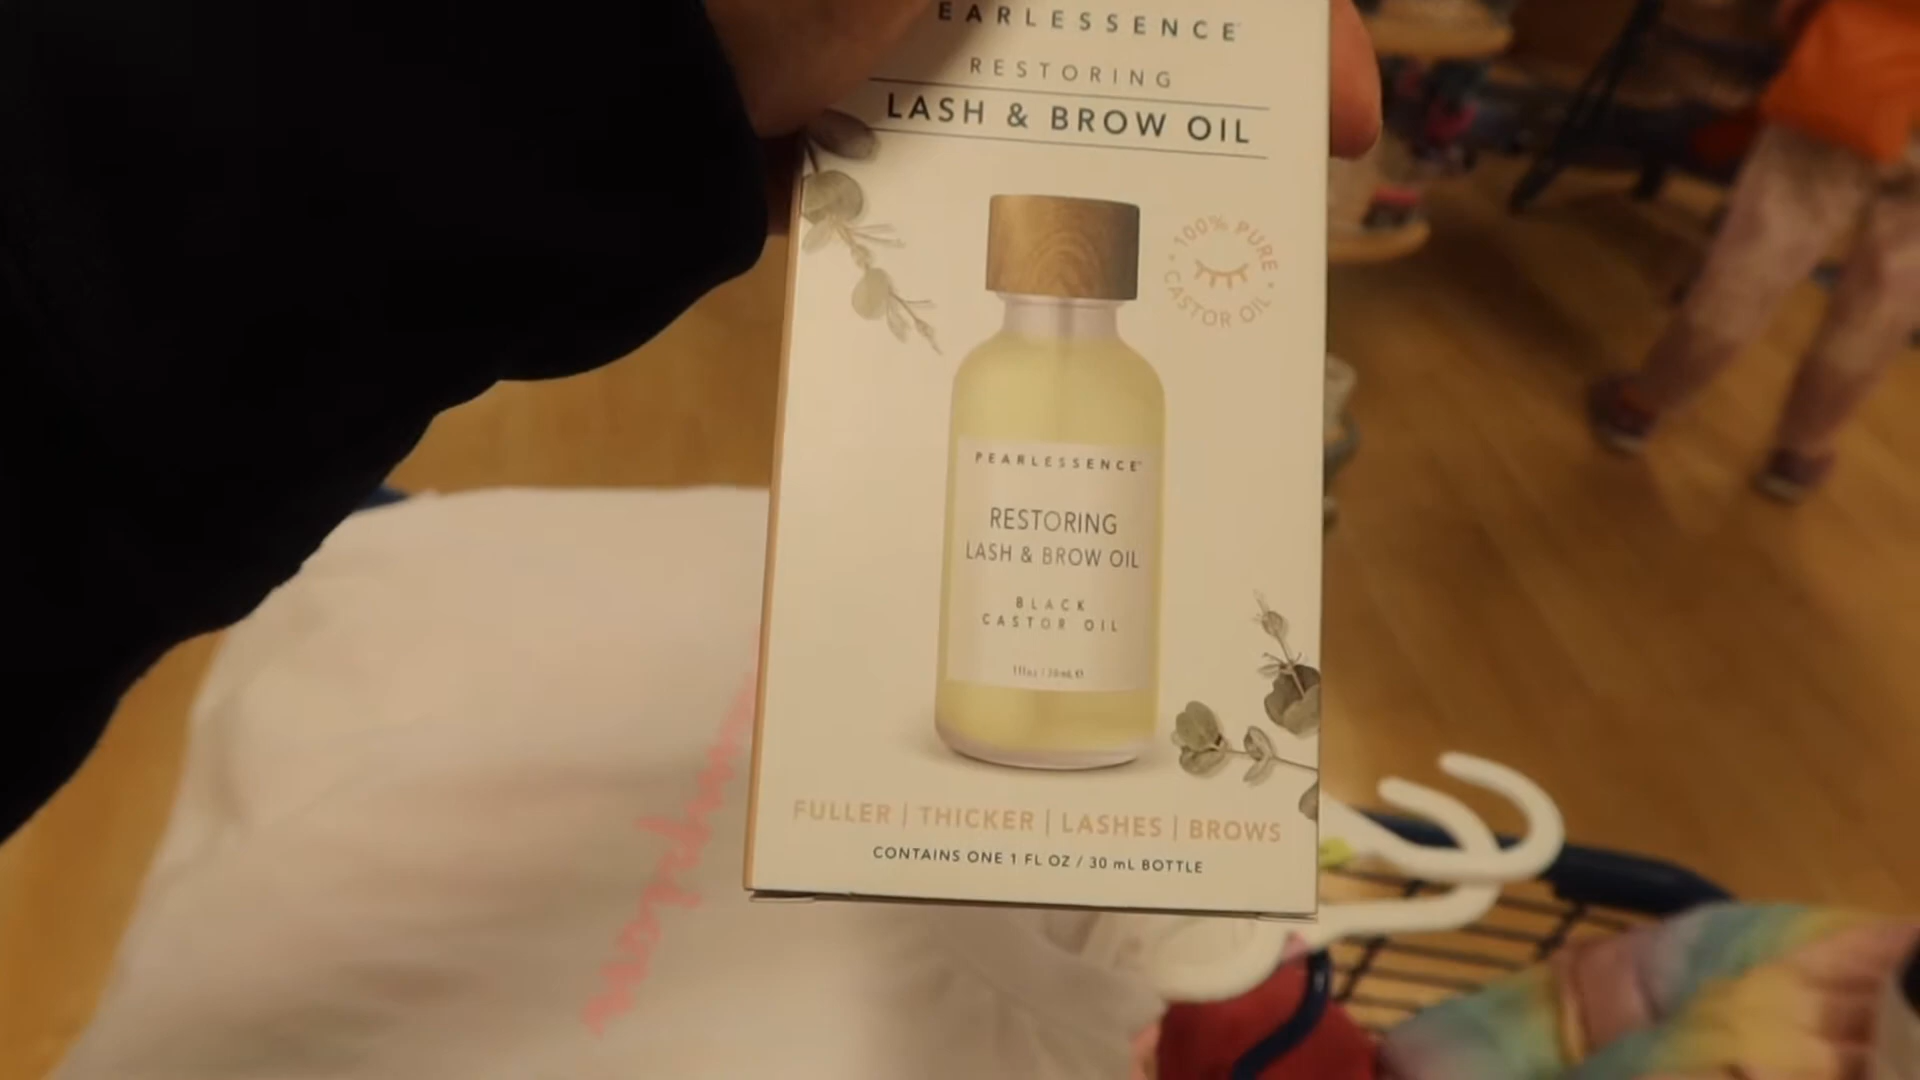 EARLESSENCE
RESTORING
LASH & BROW OIL
100% PURE
CASTOR OIL
PEARLESSENCE
RESTORING
LASH & BROW OIL
BLACK
CASTOR OIL
FULLER | THICKER | LASHES | BROWS
CONTAINS ONE 1 FL OZ / 30 mL BOTTLE